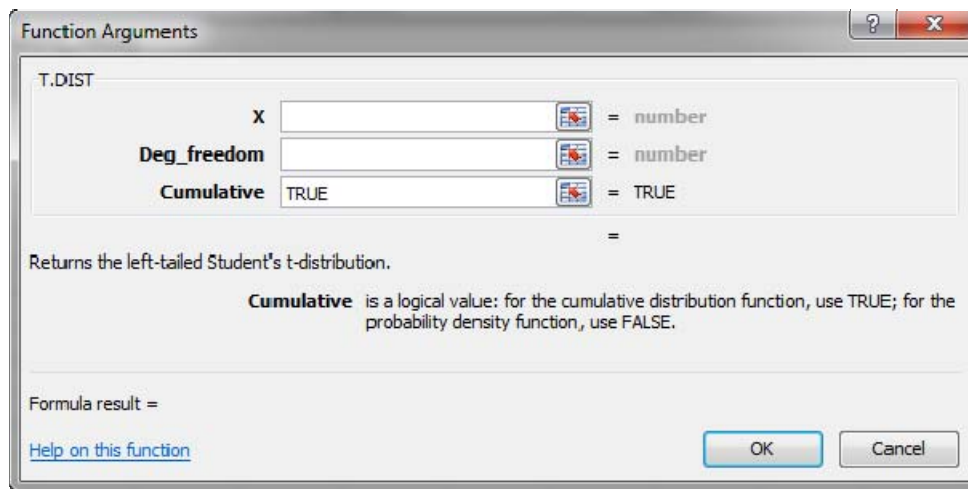 Function Arguments
T.DIST
X = number
Deg_freedom = number
Cumulative TRUE = TRUE
=
Returns the left-tailed Student's t-distribution.
Cumulative is a logical value: for the cumulative distribution function, use TRUE; for the
probability density function, use FALSE.
Formula result =
Help on this function
OK Cancel